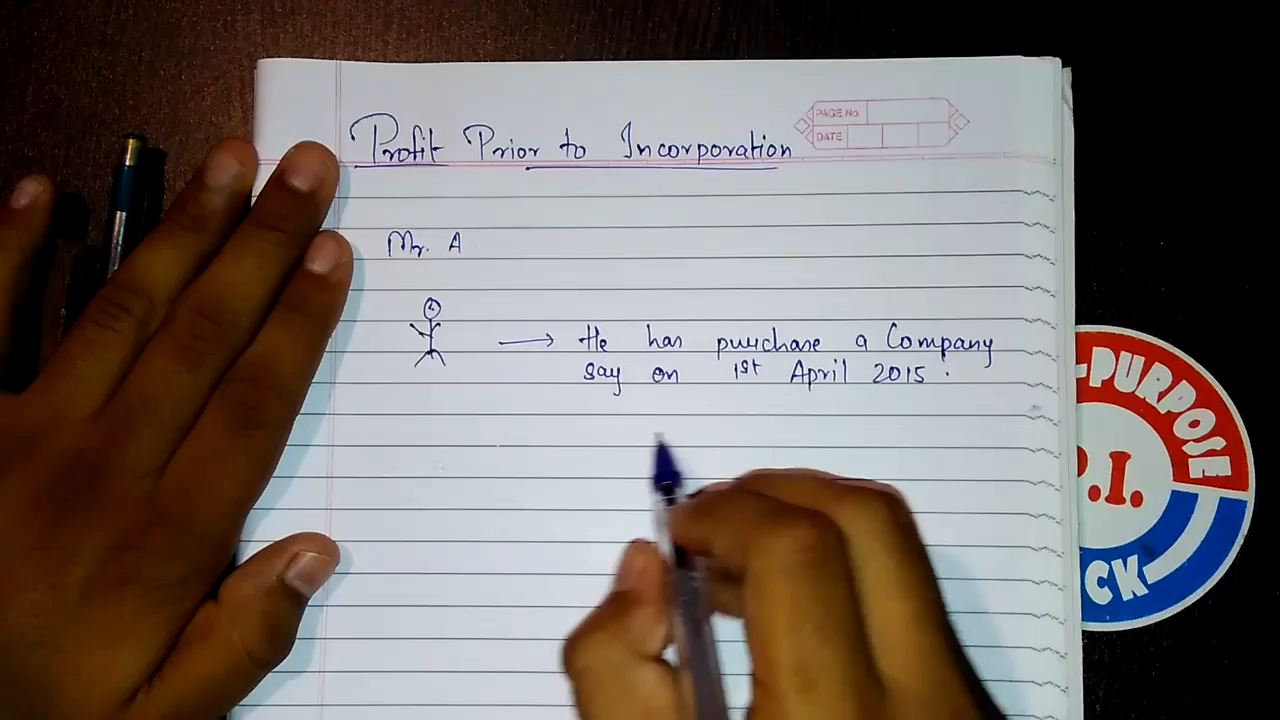 Profit Prior to Incorporation
PAGE No
DATE
Mr. A
He has purchase a Company
say on 1st April 2015.
-PURPOSE
P.I.
CK